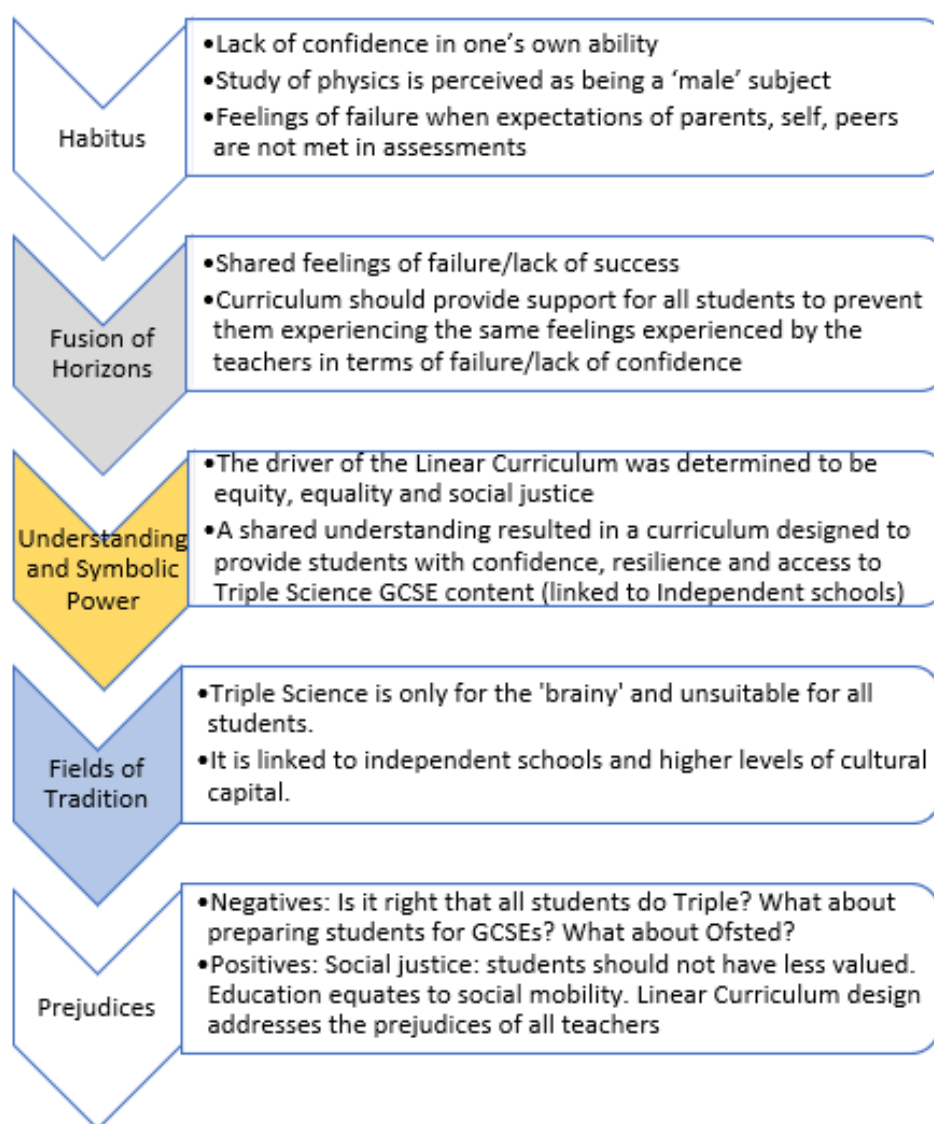 Habitus
•Lack of confidence in one's own ability
•Study of physics is perceived as being a 'male' subject
•Feelings of failure when expectations of parents, self, peers
are not met in assessments
Fusion of
Horizons
•Shared feelings of failure/lack of success
•Curriculum should provide support for all students to prevent
them experiencing the same feelings experienced by the
teachers in terms of failure/lack of confidence
Understanding
and Symbolic
Power
•The driver of the Linear Curriculum was determined to be
equity, equality and social justice
•A shared understanding resulted in a curriculum designed to
provide students with confidence, resilience and access to
Triple Science GCSE content (linked to Independent schools)
Fields of
Tradition
•Triple Science is only for the 'brainy' and unsuitable for all
students.
•It is linked to independent schools and higher levels of cultural
capital.
Prejudices
•Negatives: Is it right that all students do Triple? What about
preparing students for GCSEs? What about Ofsted?
•Positives: Social justice: students should not have less valued.
Education equates to social mobility. Linear Curriculum design
addresses the prejudices of all teachers